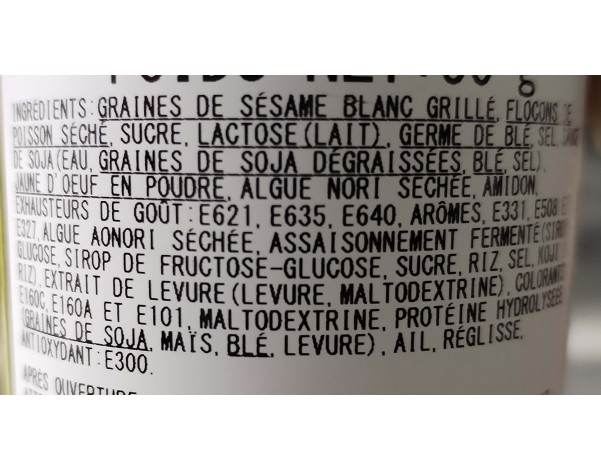 POIDS NET:
g
INGRÉDIENTS:GRAINES DE SÉSAME BLANC GRILLÉ, FLOCONS DE
POISSON SÉCHÉ, SUCRE, LACTOSE(LAIT), GERME DE BLÉ, SEL,
DE SOJA(EAU, GRAINES DE SOJA DÉGRAISSÉES, BLÉ, SEL),
JAUNE D'OEUF EN POUDRE, ALGUE NORI SÉCHÉE, AMIDON,
EXHAUSTEURS DE GOÛT:E621, E635, E640, ARÔMES, E331, E508
E327, ALGUE AONORI SÉCHÉE, ASSAISONNEMENT FERMENTÉ(SIROP
GLUCOSE, SIROP DE FRUCTOSE-GLUCOSE, SUCRE, RIZ, SEL, KOJI
RIZ), EXTRAIT DE LEVURE(LEVURE, MALTODEXTRINE), COLORANTS
E160C, E160A ET E101, MALTODEXTRINE, PROTÉINE HYDROLYSÉE
(GRAINES DE SOJA, MAÏS, BLÉ, LEVURE), AIL, RÉGLISSE,
ANTIOXYDANT:E300.
APRÈS OUVERTURE